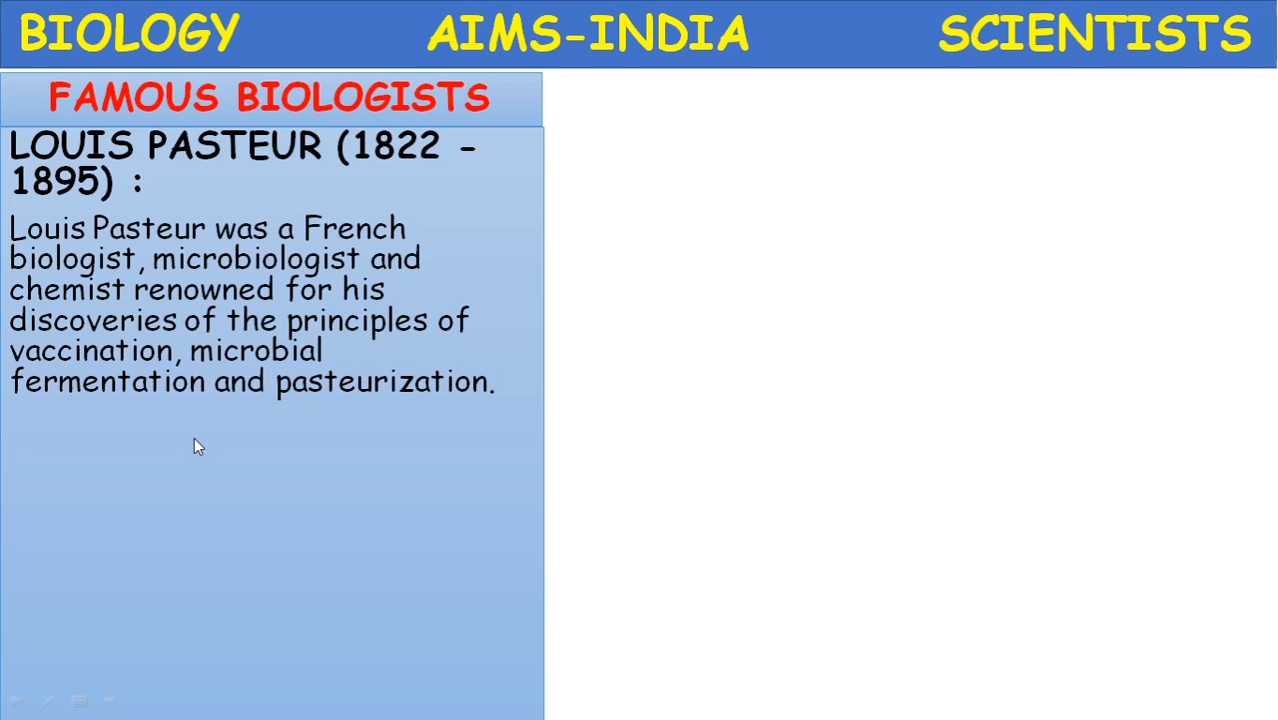 BIOLOGY AIMS-INDIA SCIENTISTS
FAMOUS BIOLOGISTS
LOUIS PASTEUR (1822 -
1895) :
Louis Pasteur was a French
biologist, microbiologist and
chemist renowned for his
discoveries of the principles of
vaccination, microbial
fermentation and pasteurization.